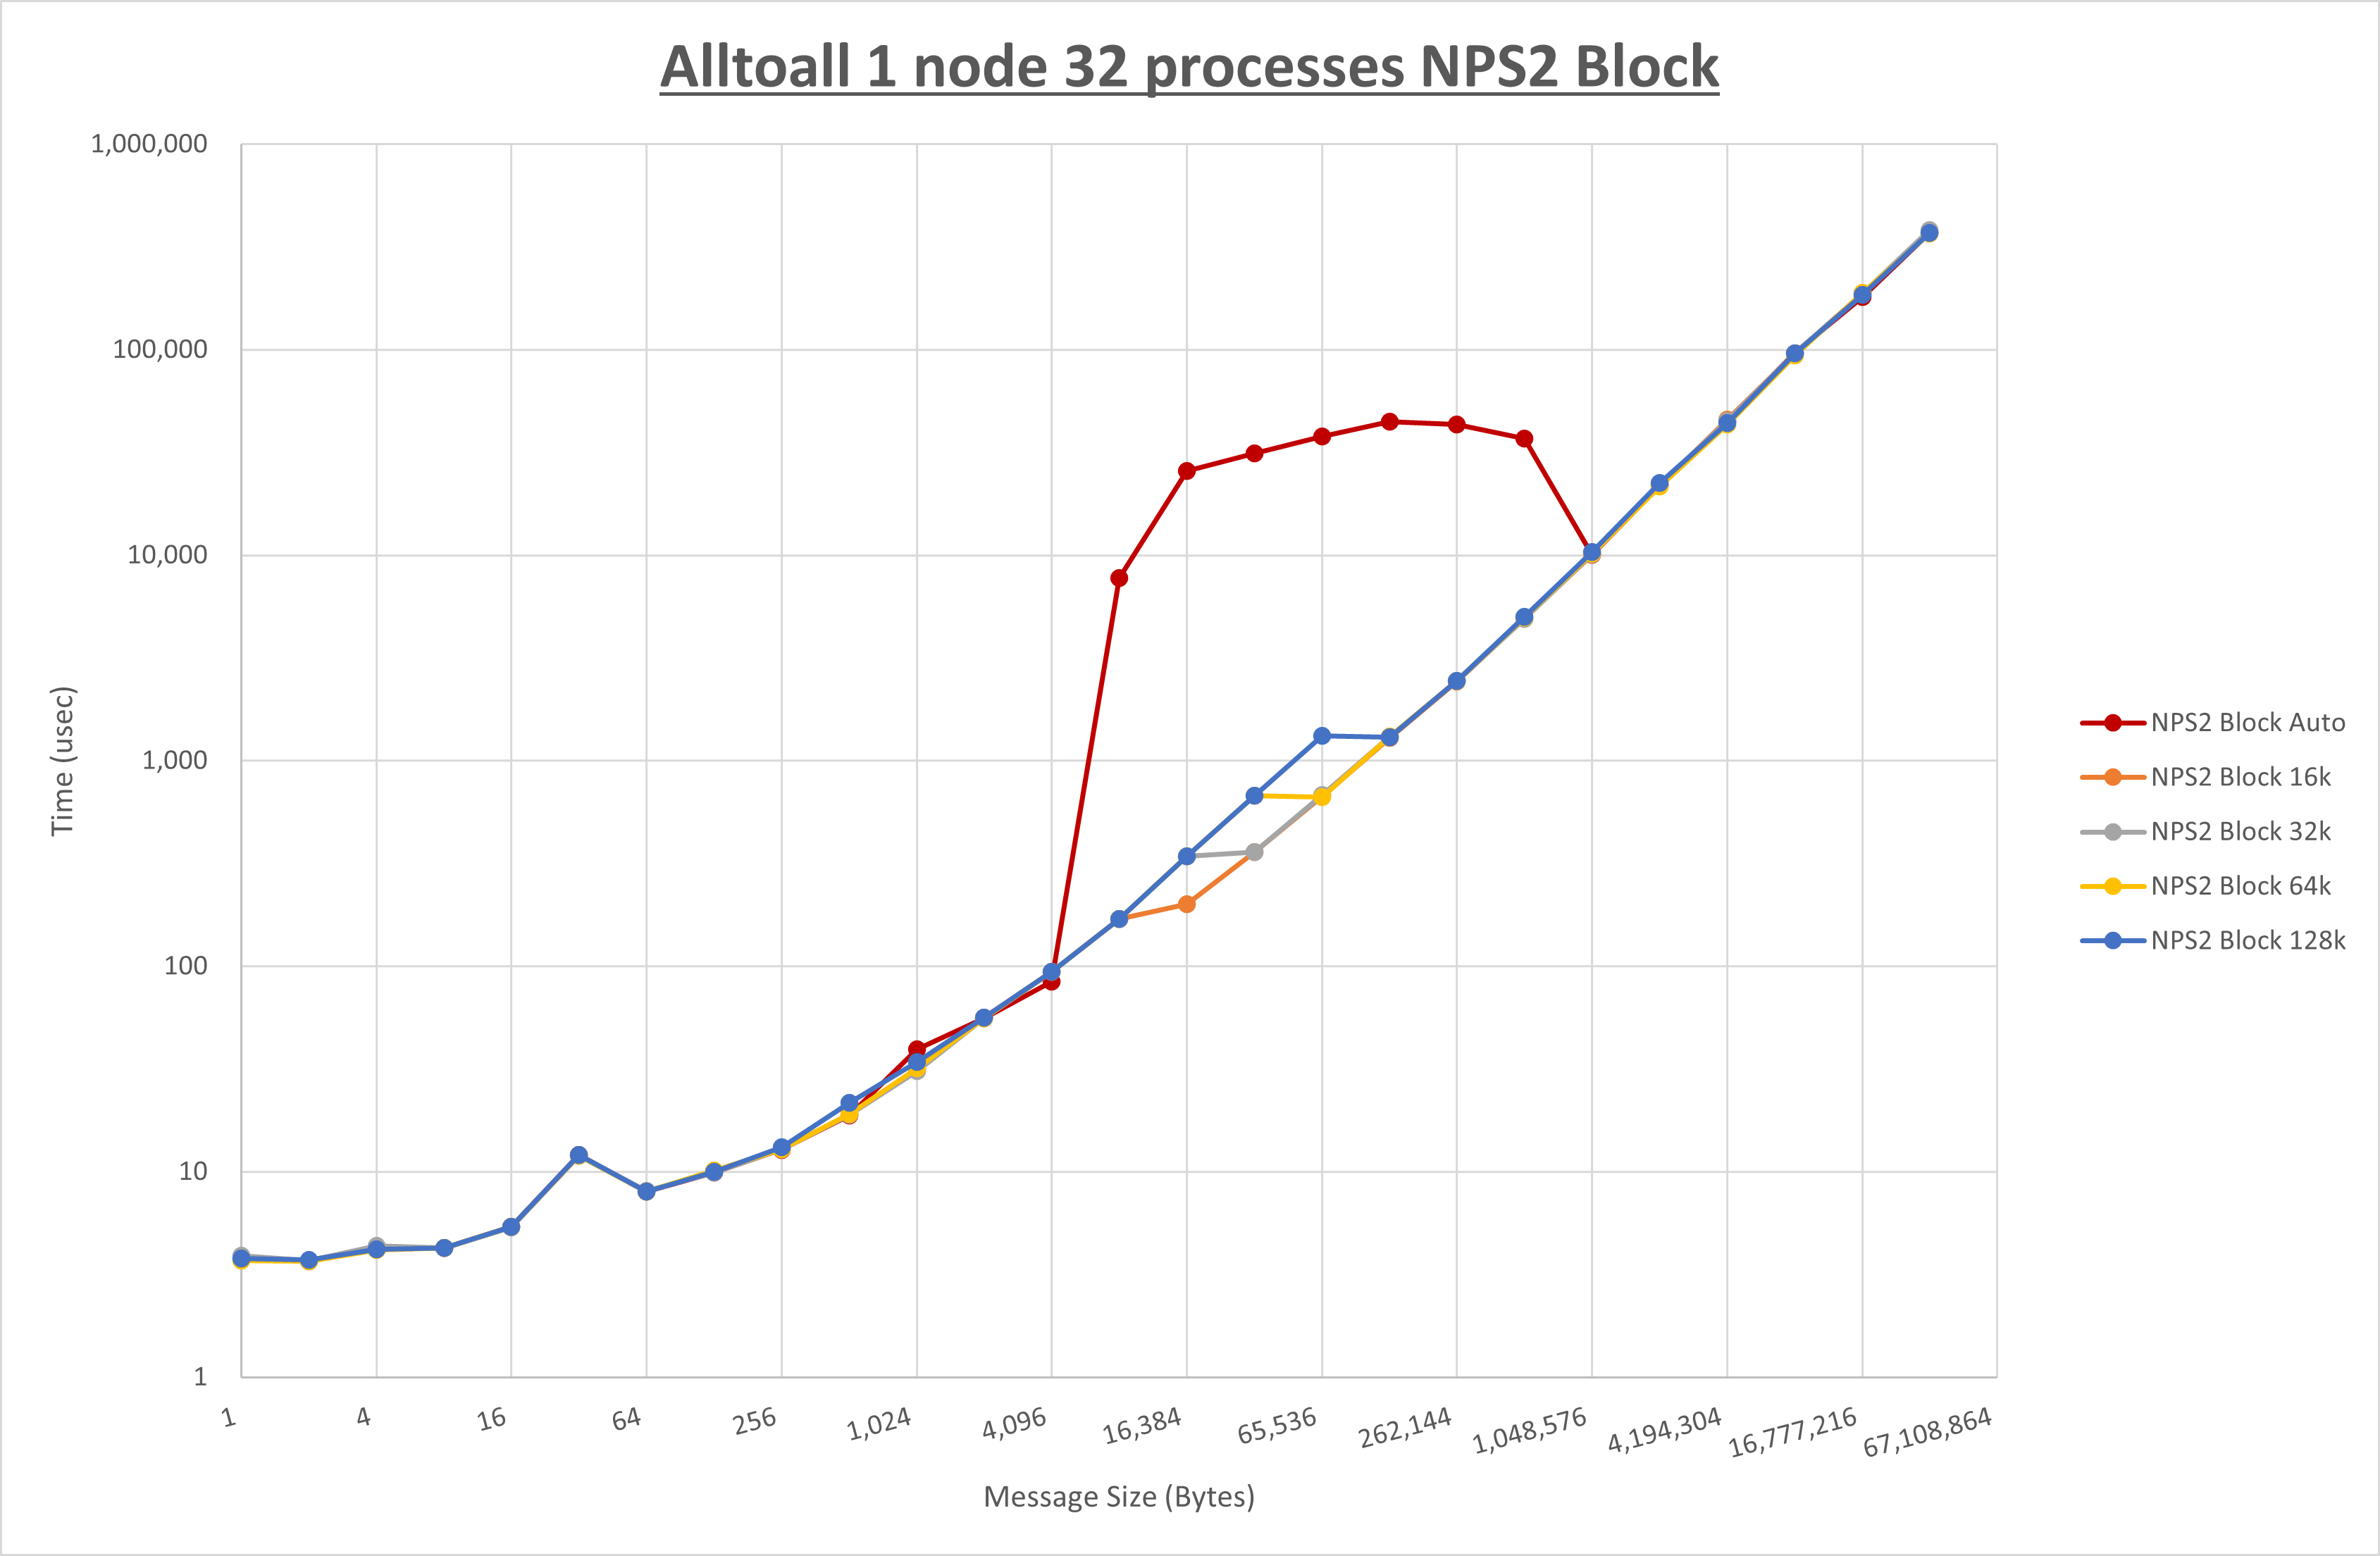 Alltoall 1 node 32 processes NPS2 Block
1,000,000
100,000
10,000
1,000
100
10
1
Time (usec)
1
4
16
64
256
1,024
4,096
16,384
65,536
262,144
1,048,576
4,194,304
16,777,216
67,108,864
Message Size (Bytes)
NPS2 Block Auto
NPS2 Block 16k
NPS2 Block 32k
NPS2 Block 64k
NPS2 Block 128k